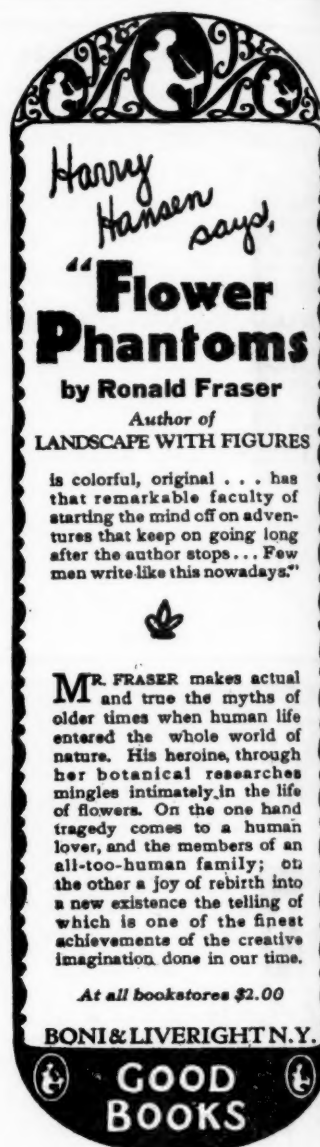 B & L
Harry
Hansen
says,
"Flower
Phantoms
by Ronald Fraser
Author of
LANDSCAPE WITH FIGURES
is colorful, original . . . has
that remarkable faculty of
starting the mind off on adven-
tures that keep on going long
after the author stops . . . Few
men write like this nowadays."
MR. FRASER makes actual
and true the myths of
older times when human life
entered the whole world of
nature. His heroine, through
her botanical researches
mingles intimately in the life
of flowers. On the one hand
tragedy comes to a human
lover, and the members of an
all-too-human family; on
the other a joy of rebirth into
a new existence the telling of
which is one of the finest
achievements of the creative
imagination done in our time.
At all bookstores $2.00
BONI & LIVERIGHT N. Y.
GOOD
BOOKS